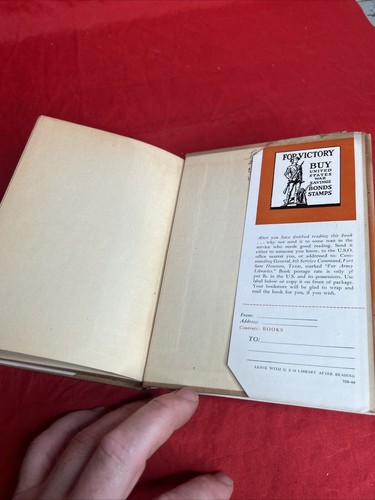 FOR VICTORY
BUY
UNITED
STATES
WAR
SAVINGS
BONDS
STAMPS
After you have finished reading this book
. . . why not send it to some man in the
service who needs good reading. Send it
either to someone you know, to the U.S.O.
office nearest you, or addressed to: Com-
manding General, 8th Service Command, Fort
Sam Houston, Texas, marked "For Army
Libraries." Book postage rate is only 3¢
per lb. in the U.S. and its possessions. Use
label below or copy it on front of package.
Your bookstore will be glad to wrap and
mail the book for you, if you wish.
From:
Address:
Contents: BOOKS
TO:
LEAVE WITH U S O LIBRARY AFTER READING